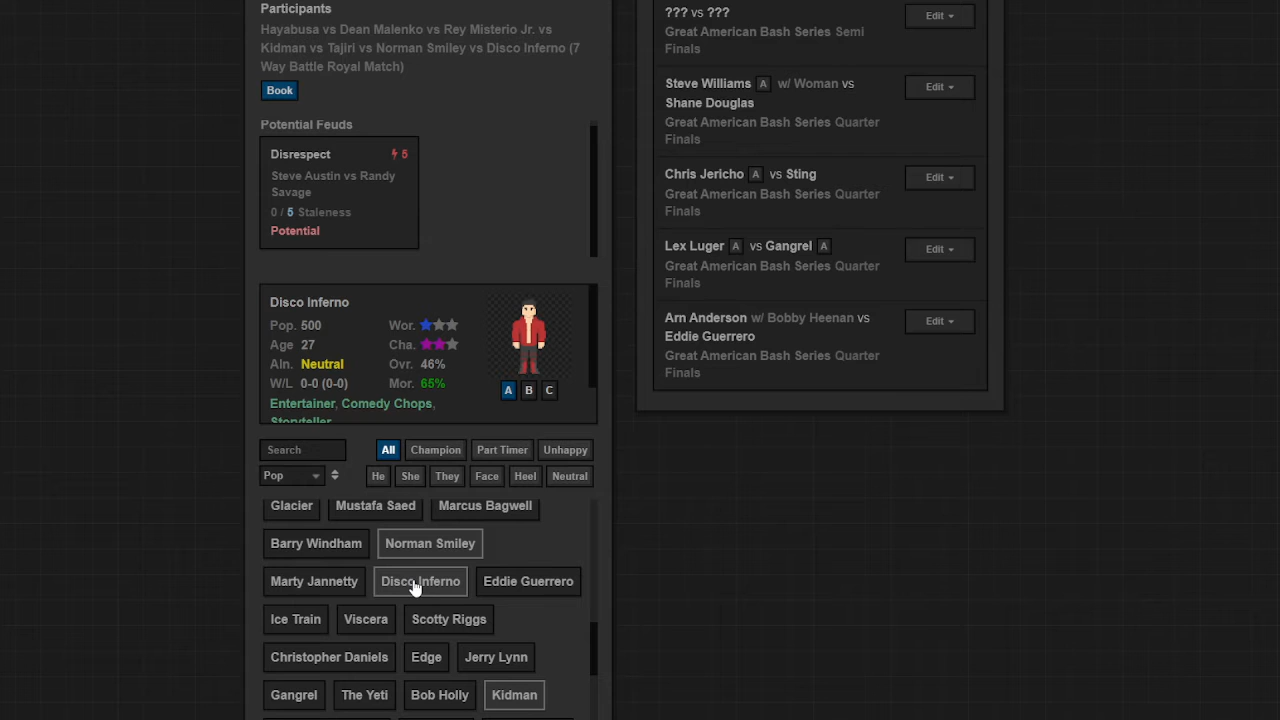 Participants
Hayabusa vs Dean Malenko vs Rey Misterio Jr. vs
Kidman vs Tajiri vs Norman Smiley vs Disco Inferno (7
Way Battle Royal Match)
Book
Potential Feuds
Disrespect 5
Steve Austin vs Randy
Savage
0 / 5 Staleness
Potential
Disco Inferno
Pop. 500 Wor.
Age 27 Cha.
Aln. Neutral Ovr. 46%
W/L 0-0 (0-0) Mor. 65%
A B C
Entertainer, Comedy Chops,
Storyteller
Search All Champion Part Timer Unhappy
Pop He She They Face Heel Neutral
Glacier Mustafa Saed Marcus Bagwell
Barry Windham Norman Smiley
Marty Jannetty Disco Inferno Eddie Guerrero
Ice Train Viscera Scotty Riggs
Christopher Daniels Edge Jerry Lynn
Gangrel The Yeti Bob Holly Kidman
??? vs ??? Edit
Great American Bash Series Semi
Finals
Steve Williams A w/ Woman vs Edit
Shane Douglas
Great American Bash Series Quarter
Finals
Chris Jericho A vs Sting Edit
Great American Bash Series Quarter
Finals
Lex Luger A vs Gangrel A Edit
Great American Bash Series Quarter
Finals
Arn Anderson w/ Bobby Heenan vs Edit
Eddie Guerrero
Great American Bash Series Quarter
Finals